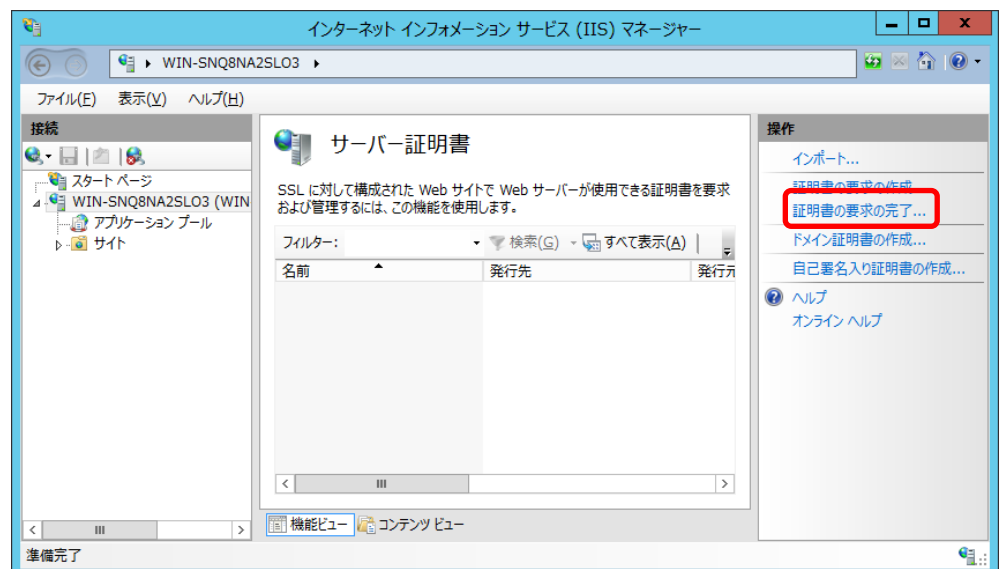 インターネット インフォメーション サービス (IIS) マネージャー
WIN-SNQ8NA2SLO3
ファイル(F) 表示(V) ヘルプ(H)
接続
スタート ページ
WIN-SNQ8NA2SLO3 (WIN
アプリケーション プール
サイト
サーバー証明書
SSL に対して構成された Web サイトで Web サーバーが使用できる証明書を要求
および管理するには、この機能を使用します。
フィルター: 検索(G) すべて表示(A)
名前 発行先 発行元
機能ビュー コンテンツ ビュー
操作
インポート...
証明書の要求の作成...
証明書の要求の完了...
ドメイン証明書の作成...
自己署名入り証明書の作成...
ヘルプ
オンライン ヘルプ
準備完了